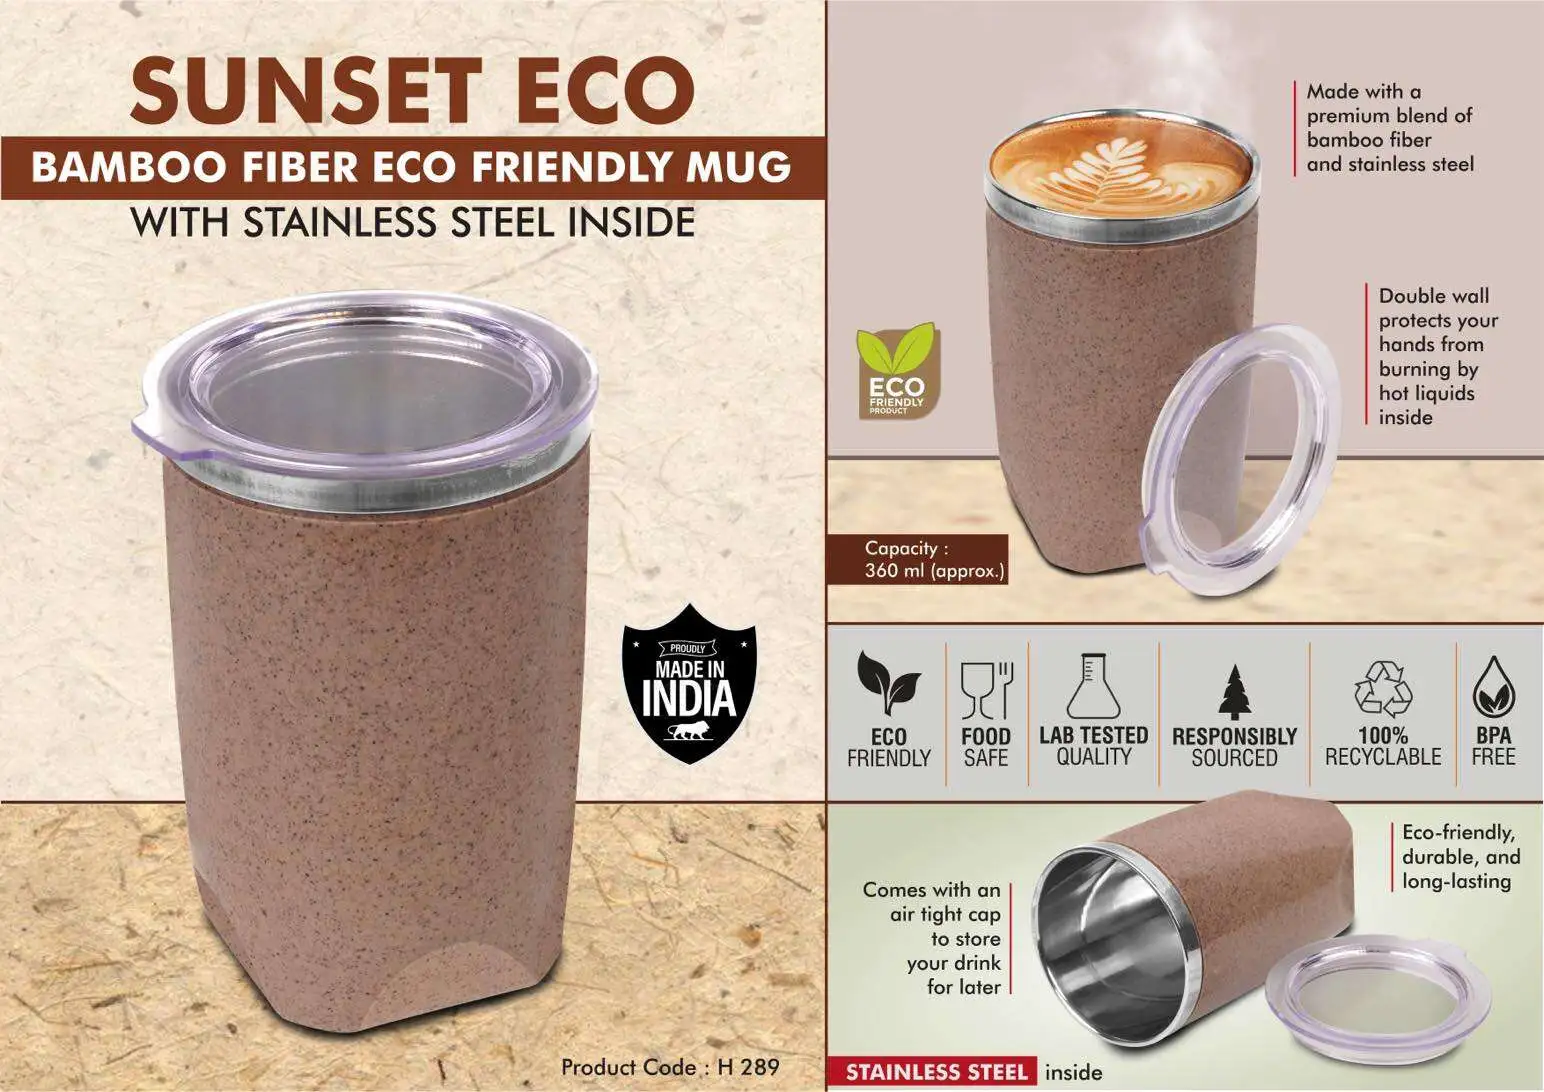 SUNSET ECO
BAMBOO FIBER ECO FRIENDLY MUG
WITH STAINLESS STEEL INSIDE
PROUDLY
MADE IN
INDIA
Product Code : H 289
Made with a
premium blend of
bamboo fiber
and stainless steel
Double wall
protects your
hands from
burning by
hot liquids
inside
ECO
FRIENDLY
PRODUCT
Capacity :
360 ml (approx.)
ECO
FRIENDLY
FOOD
SAFE
LAB TESTED
QUALITY
RESPONSIBLY
SOURCED
100%
RECYCLABLE
BPA
FREE
Eco-friendly,
durable, and
long-lasting
Comes with an
air tight cap
to store
your drink
for later
STAINLESS STEEL inside